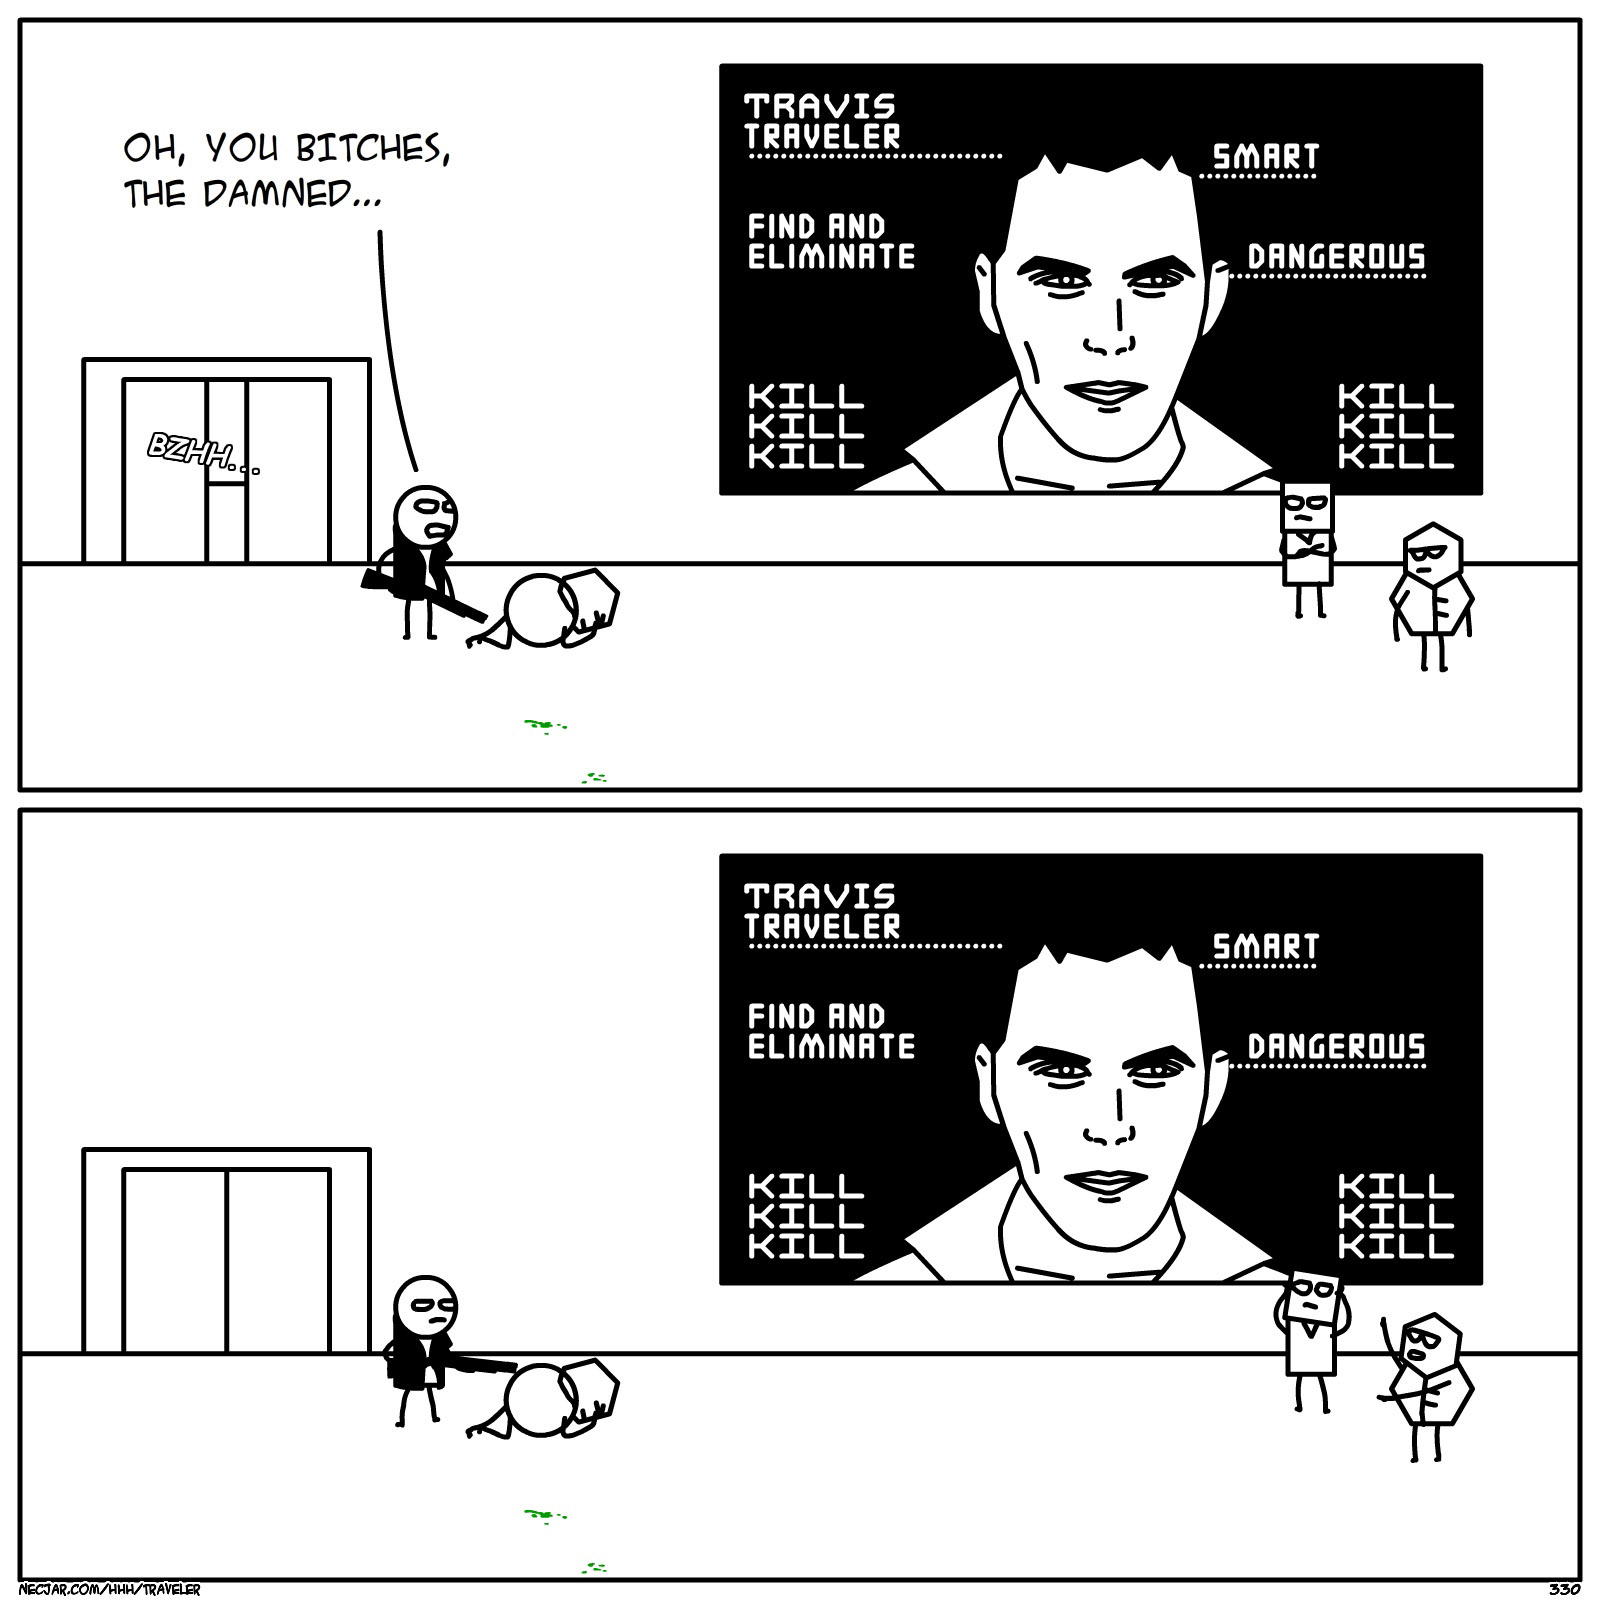 OH, YOU BITCHES,
THE DAMNED...
BZHH...
TRAVIS
TRAVELER
SMART
FIND AND
ELIMINATE
DANGEROUS
KILL
KILL
KILL
KILL
KILL
KILL
TRAVIS
TRAVELER
SMART
FIND AND
ELIMINATE
DANGEROUS
KILL
KILL
KILL
KILL
KILL
KILL
NECJAR.COM/HHH/TRAVELER
330